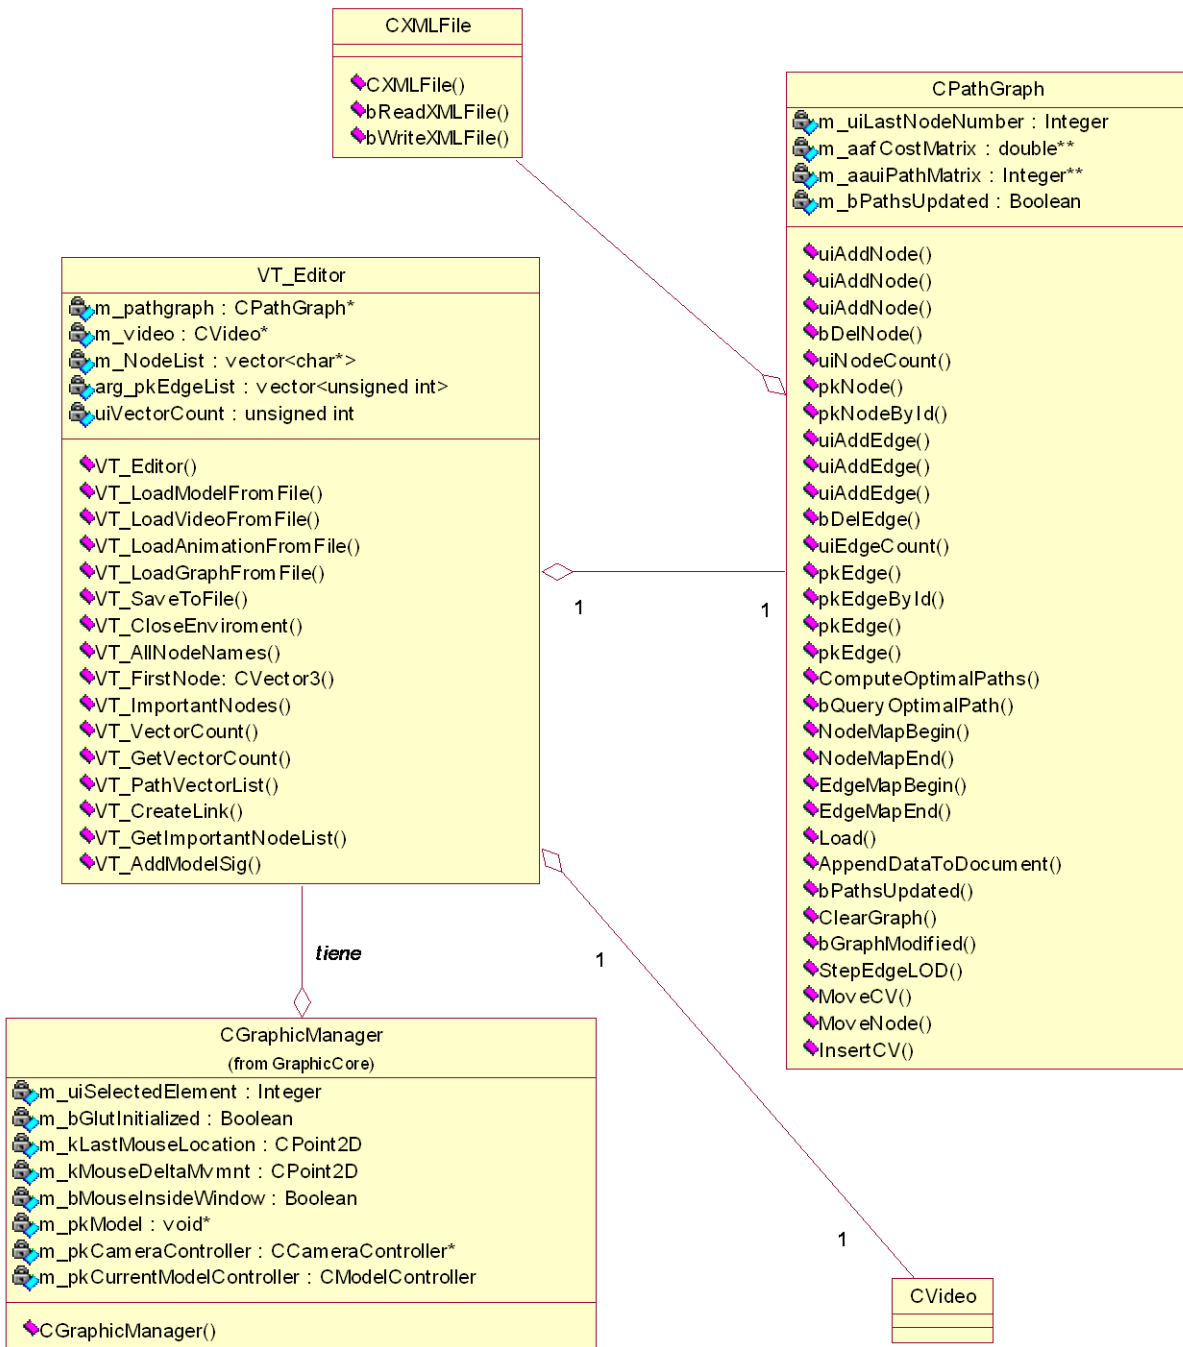 CXMLFile
CXMLFile()
bReadXMLFile()
bWriteXMLFile()
CPathGraph
m_uiLastNodeNumber : Integer
m_aafCostMatrix : double**
m_aauiPathMatrix : Integer**
m_bPathsUpdated : Boolean
uiAddNode()
uiAddNode()
uiAddNode()
bDelNode()
uiNodeCount()
pkNode()
pkNodeById()
uiAddEdge()
uiAddEdge()
uiAddEdge()
bDelEdge()
uiEdgeCount()
pkEdge()
pkEdgeById()
pkEdge()
pkEdge()
ComputeOptimalPaths()
bQueryOptimalPath()
NodeMapBegin()
NodeMapEnd()
EdgeMapBegin()
EdgeMapEnd()
Load()
AppendDataToDocument()
bPathsUpdated()
ClearGraph()
bGraphModified()
StepEdgeLOD()
MoveCV()
MoveNode()
InsertCV()
VT_Editor
m_pathgraph : CPathGraph*
m_video : CVideo*
m_NodeList : vector<char*>
arg_pkEdgeList : vector<unsigned int>
uiVectorCount : unsigned int
VT_Editor()
VT_LoadModelFromFile()
VT_LoadVideoFromFile()
VT_LoadAnimationFromFile()
VT_LoadGraphFromFile()
VT_SaveToFile()
VT_CloseEnviroment()
VT_AllNodeNames()
VT_FirstNode: CVector3()
VT_ImportantNodes()
VT_VectorCount()
VT_GetVectorCount()
VT_PathVectorList()
VT_CreateLink()
VT_GetImportantNodeList()
VT_AddModelSig()
1
1
tiene
1
1
CGraphicManager
(from GraphicCore)
m_uiSelectedElement : Integer
m_bGlutInitialized : Boolean
m_kLastMouseLocation : CPoint2D
m_kMouseDeltaMvmnt : CPoint2D
m_bMouseInsideWindow : Boolean
m_pkModel : void*
m_pkCameraController : CCameraController*
m_pkCurrentModelController : CModelController
CGraphicManager()
CVideo